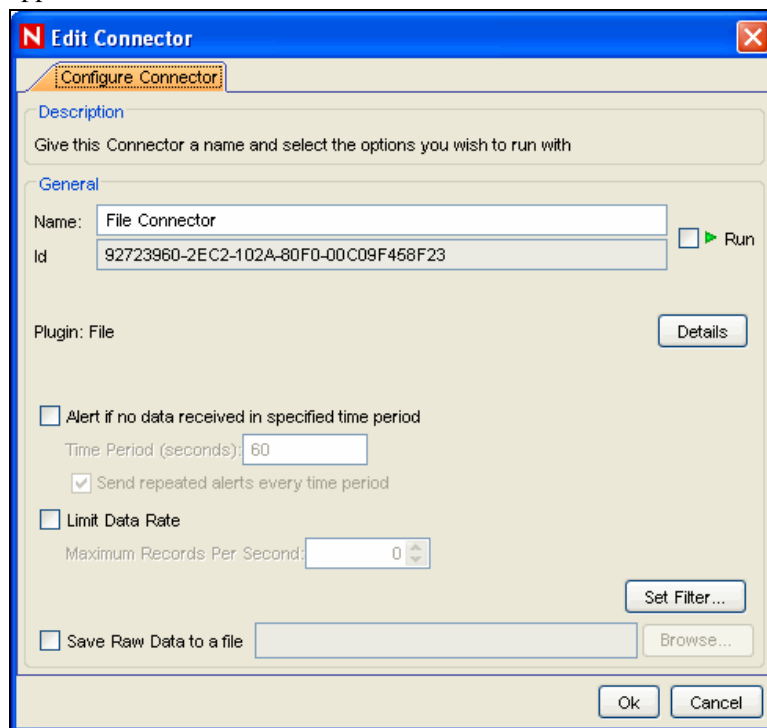 N Edit Connector
Configure Connector
Description
Give this Connector a name and select the options you wish to run with
General
Name: File Connector
Run
Id 92723960-2EC2-102A-80F0-00C09F458F23
Plugin: File Details
Alert if no data received in specified time period
Time Period (seconds): 60
Send repeated alerts every time period
Limit Data Rate
Maximum Records Per Second: 0
Set Filter...
Save Raw Data to a file Browse...
Ok Cancel